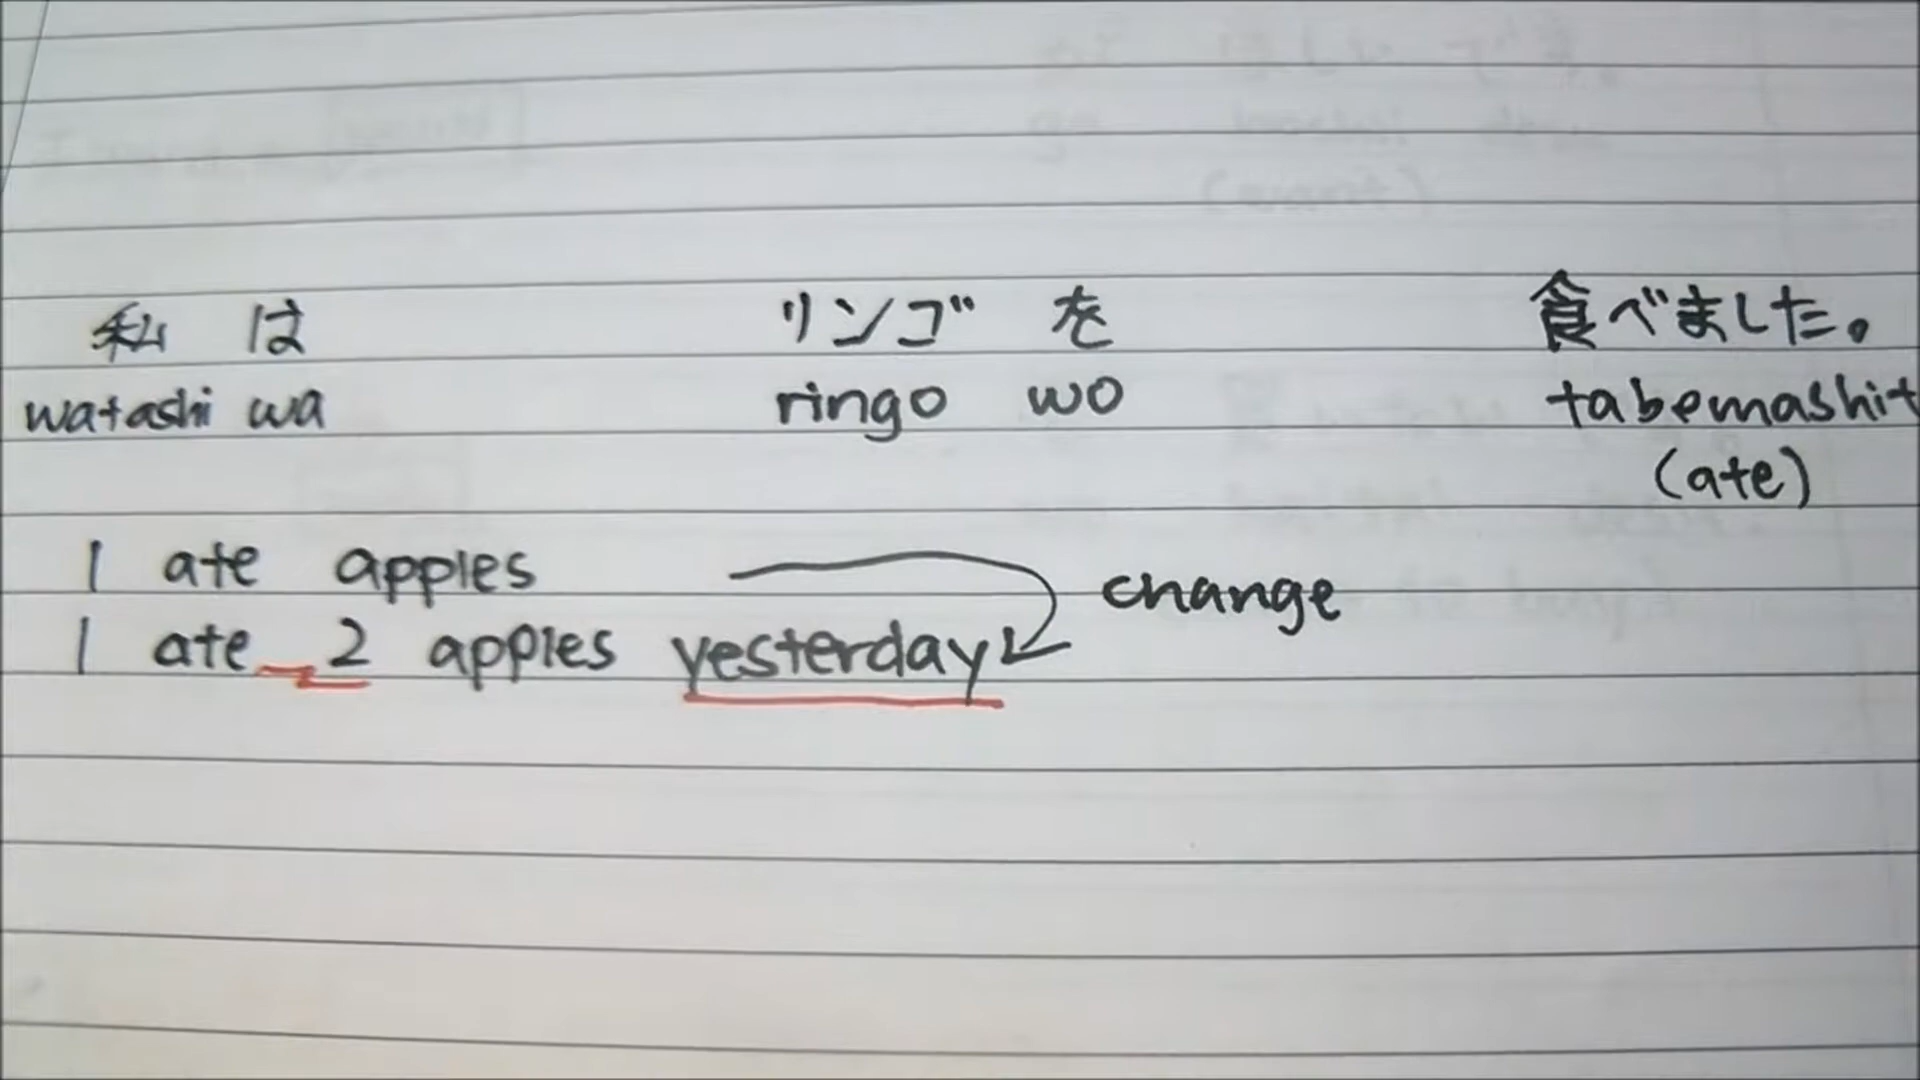 私 は リンゴ を 食べました。
watashi wa ringo wo tabemashit
(ate)
I ate apples
change
I ate 2 apples yesterday